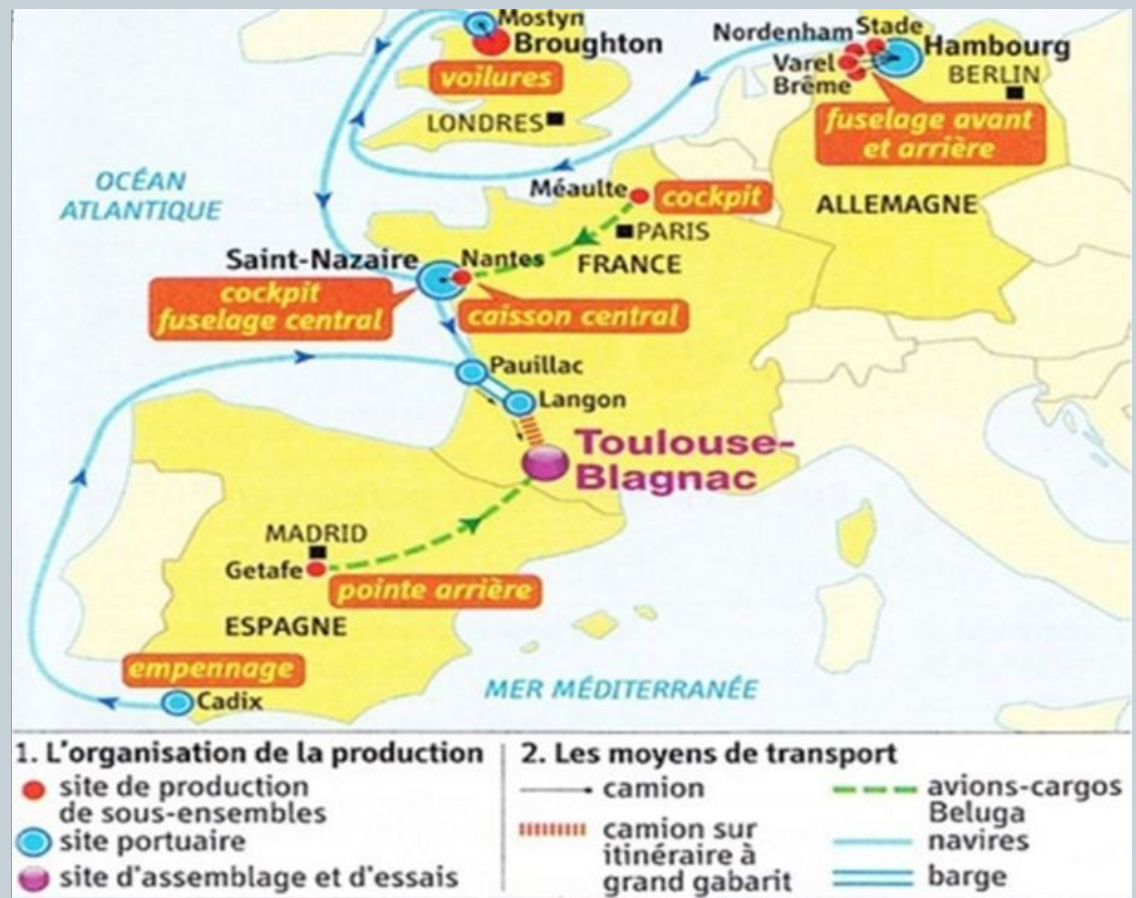 Mostyn
Broughton
voilures
LONDRES
Nordenham
Stade
Hambourg
Varel
Brême
BERLIN
fuselage avant
et arrière
OCÉAN
ATLANTIQUE
Méaulte
cockpit
ALLEMAGNE
PARIS
Saint-Nazaire
Nantes
FRANCE
cockpit
fuselage central
caisson central
Pauillac
Langon
Toulouse-
Blagnac
MADRID
Getafe
pointe arrière
ESPAGNE
empennage
Cadix
MER MÉDITERRANÉE
1. L'organisation de la production
site de production
de sous-ensembles
site portuaire
site d'assemblage et d'essais
2. Les moyens de transport
camion
camion sur
itinéraire à
grand gabarit
avions-cargos
Beluga
navires
barge